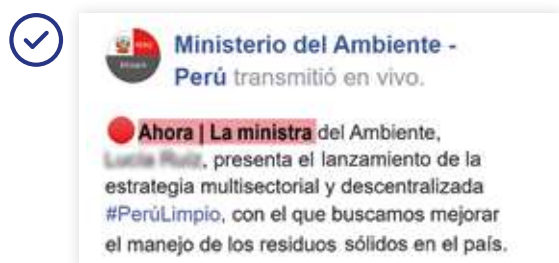 Ministerio del Ambiente -
Perú transmitió en vivo.
Ahora | La ministra del Ambiente,
, presenta el lanzamiento de la
estrategia multisectorial y descentralizada
#PerúLimpio, con el que buscamos mejorar
el manejo de los residuos sólidos en el país.